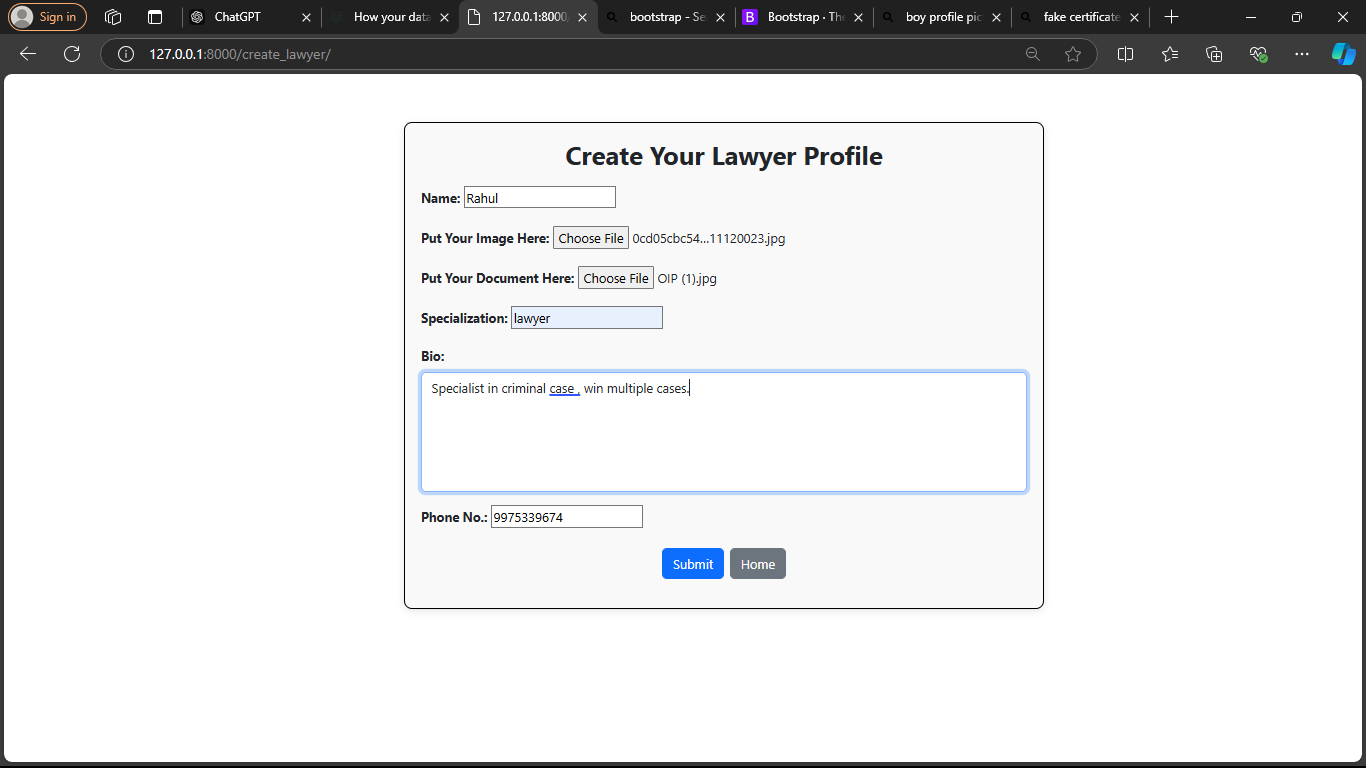 Sign in
ChatGPT
How your data
127.0.0.1:8000
bootstrap - Se
Bootstrap · Th
boy profile pic
fake certificate
127.0.0.1:8000/create_lawyer/
Create Your Lawyer Profile
Name: Rahul
Put Your Image Here: Choose File 0cd05cbc54...11120023.jpg
Put Your Document Here: Choose File OIP (1).jpg
Specialization: lawyer
Bio:
Specialist in criminal case , win multiple cases.
Phone No.: 9975339674
Submit Home